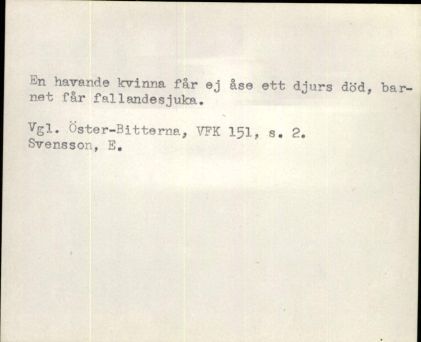 En havande kvinna får ej åse ett djurs död, bar-
net får fallandesjuka.
Vgl. Öster-Bitterna, VFK 151, s. 2.
Svensson, E.